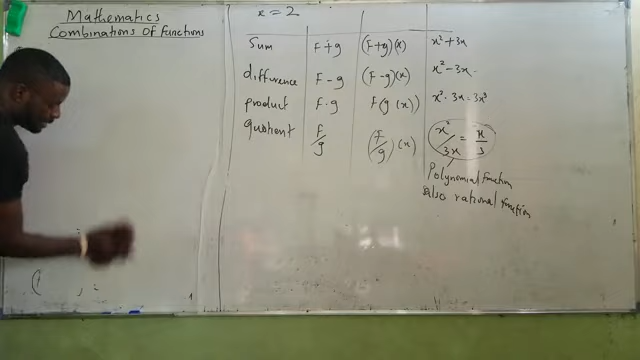 Mathematics
Combinations Of Functions
x = 2
Sum F+g (F+g)(x) x²+3x
difference F-g (F-g)(x) x²-3x
product F.g F(g(x)) x²·3x=3x³
quotient F/g (F/g)(x) x²/3x = x/3
Polynomial function
also rational function